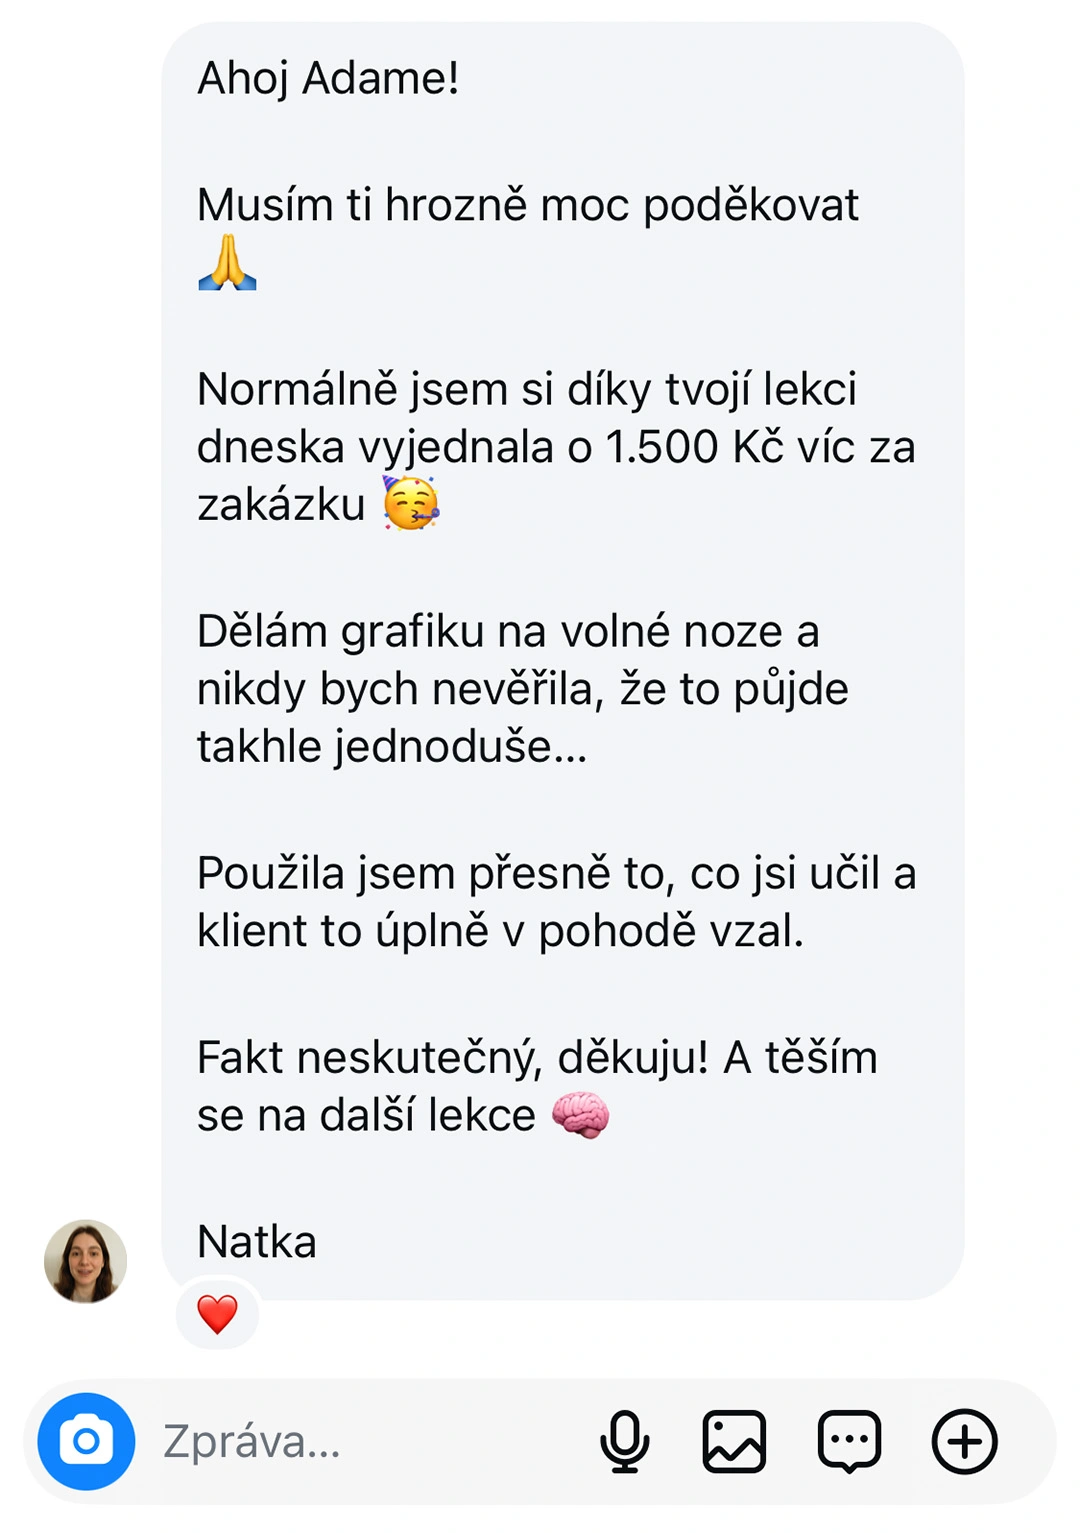 Ahoj Adame!
Musím ti hrozně moc poděkovat
🙏
Normálně jsem si díky tvojí lekci
dneska vyjednala o 1.500 Kč víc za
zakázku 🥳
Dělám grafiku na volné noze a
nikdy bych nevěřila, že to půjde
takhle jednoduše...
Použila jsem přesně to, co jsi učil a
klient to úplně v pohodě vzal.
Fakt neskutečný, děkuju! A těším
se na další lekce 🧠
Natka
❤️
Zpráva...